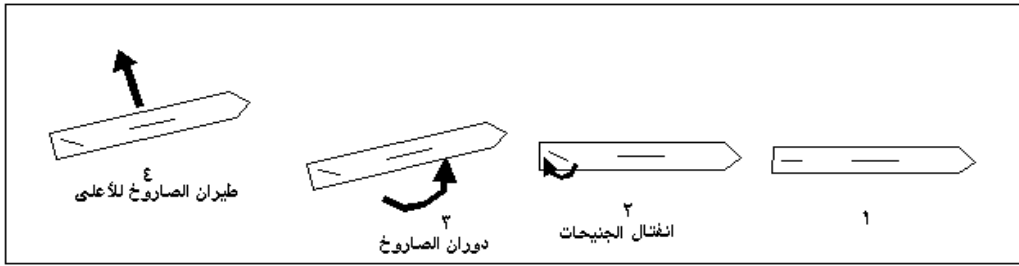 ١
٢
انفتال الجنيحات
٣
دوران الصاروخ
٤
طيران الصاروخ للأعلى